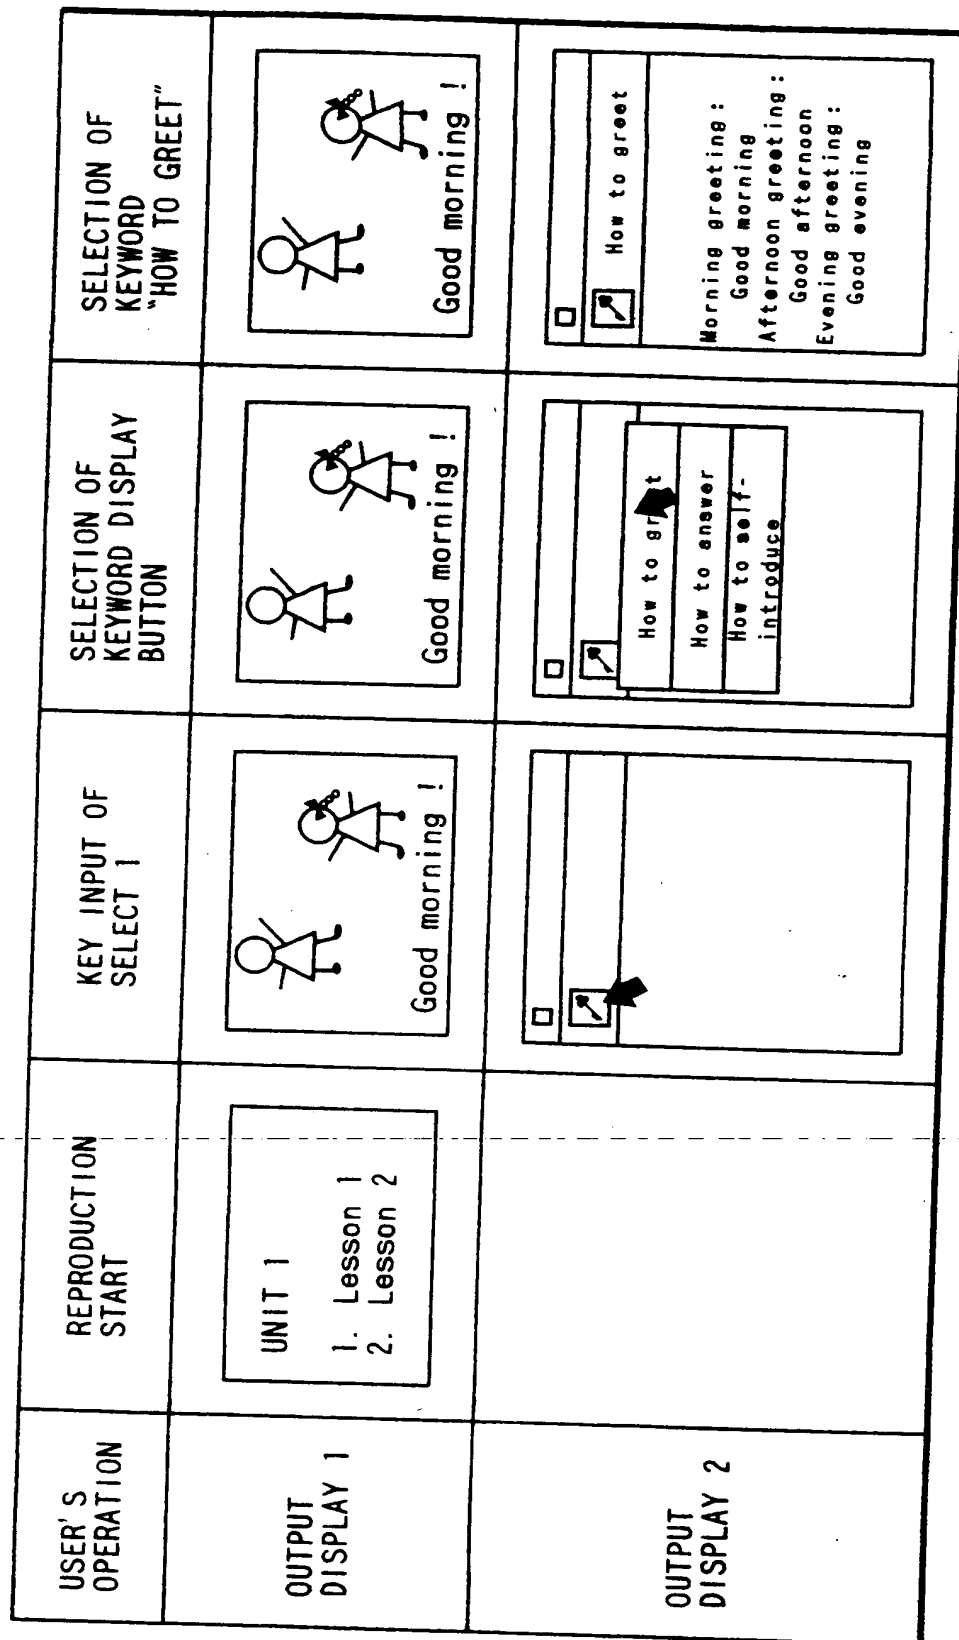 USER'S
OPERATION
REPRODUCTION
START
KEY INPUT OF
SELECT 1
SELECTION OF
KEYWORD DISPLAY
BUTTON
SELECTION OF
KEYWORD
"HOW TO GREET"
OUTPUT
DISPLAY 1
UNIT 1
1. Lesson 1
2. Lesson 2
Good morning !
Good morning !
Good morning !
OUTPUT
DISPLAY 2
How to
How to answer
How to self-
introduce
How to greet
Morning greeting:
Good morning
Afternoon greeting:
Good afternoon
Evening greeting:
Good evening